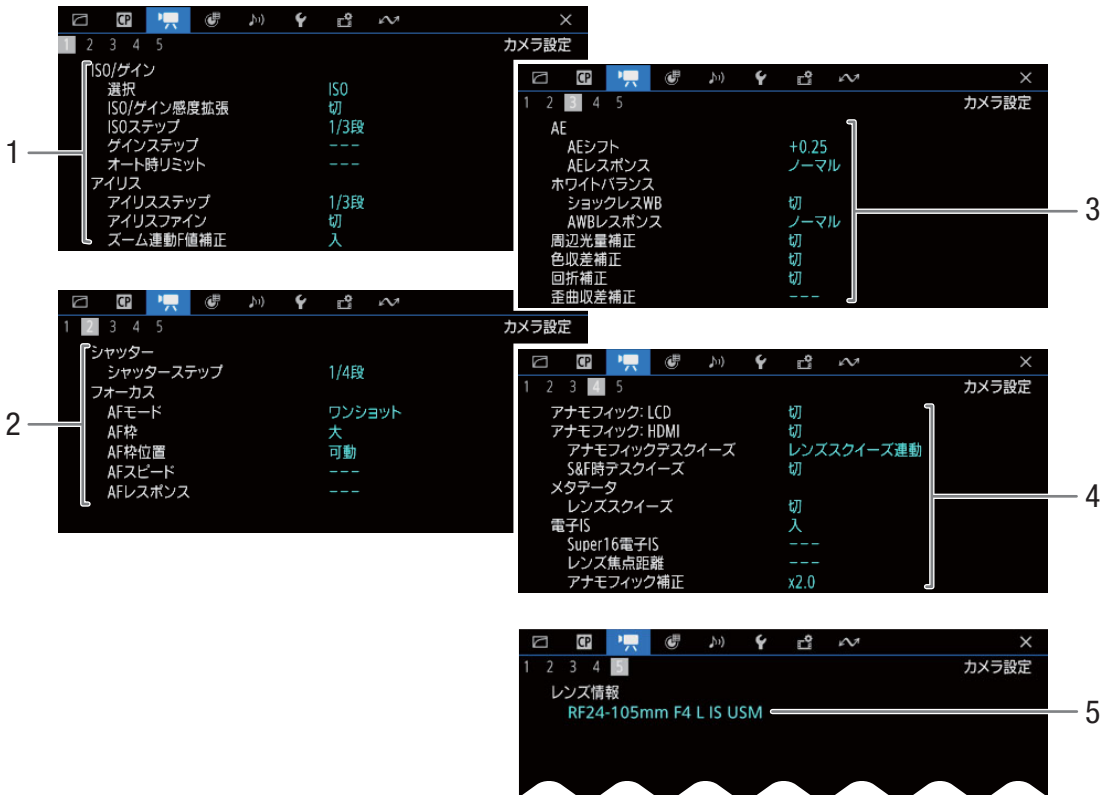 CP
×
1 2 3 4 5
カメラ設定
ISO/ゲイン
選択 ISO
ISO/ゲイン感度拡張 切
ISOステップ 1/3段
ゲインステップ ---
オート時リミット ---
アイリス
アイリスステップ 1/3段
アイリスファイン 切
ズーム連動F値補正 入
1
CP
×
1 2 3 4 5
カメラ設定
シャッター
シャッターステップ 1/4段
フォーカス
AFモード ワンショット
AF枠 大
AF枠位置 可動
AFスピード ---
AFレスポンス ---
2
CP
×
1 2 3 4 5
カメラ設定
AE
AEシフト +0.25
AEレスポンス ノーマル
ホワイトバランス
ショックレスWB 切
AWBレスポンス ノーマル
周辺光量補正 切
色収差補正 切
回折補正 切
歪曲収差補正 ---
3
CP
×
1 2 3 4 5
カメラ設定
アナモフィック: LCD 切
アナモフィック: HDMI 切
アナモフィックデスクイーズ レンズスクイーズ連動
S&F時デスクイーズ 切
メタデータ
レンズスクイーズ 切
電子IS 入
Super16電子IS ---
レンズ焦点距離 ---
アナモフィック補正 x2.0
4
CP
×
1 2 3 4 5
カメラ設定
レンズ情報
RF24-105mm F4 L IS USM
5